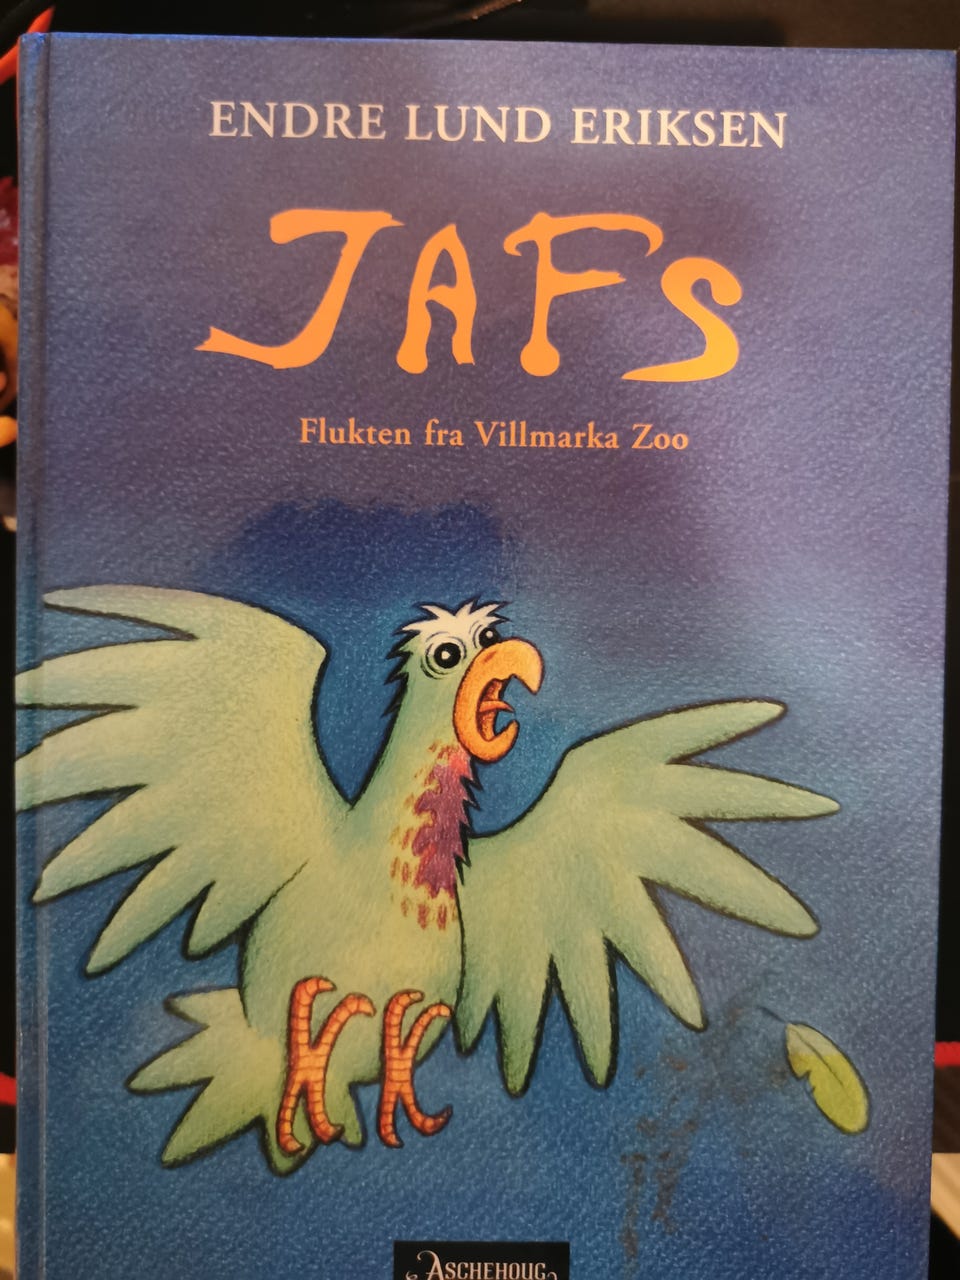 ENDRE LUND ERIKSEN
JAFS
Flukten fra Villmarka Zoo
ASCHEHOUG